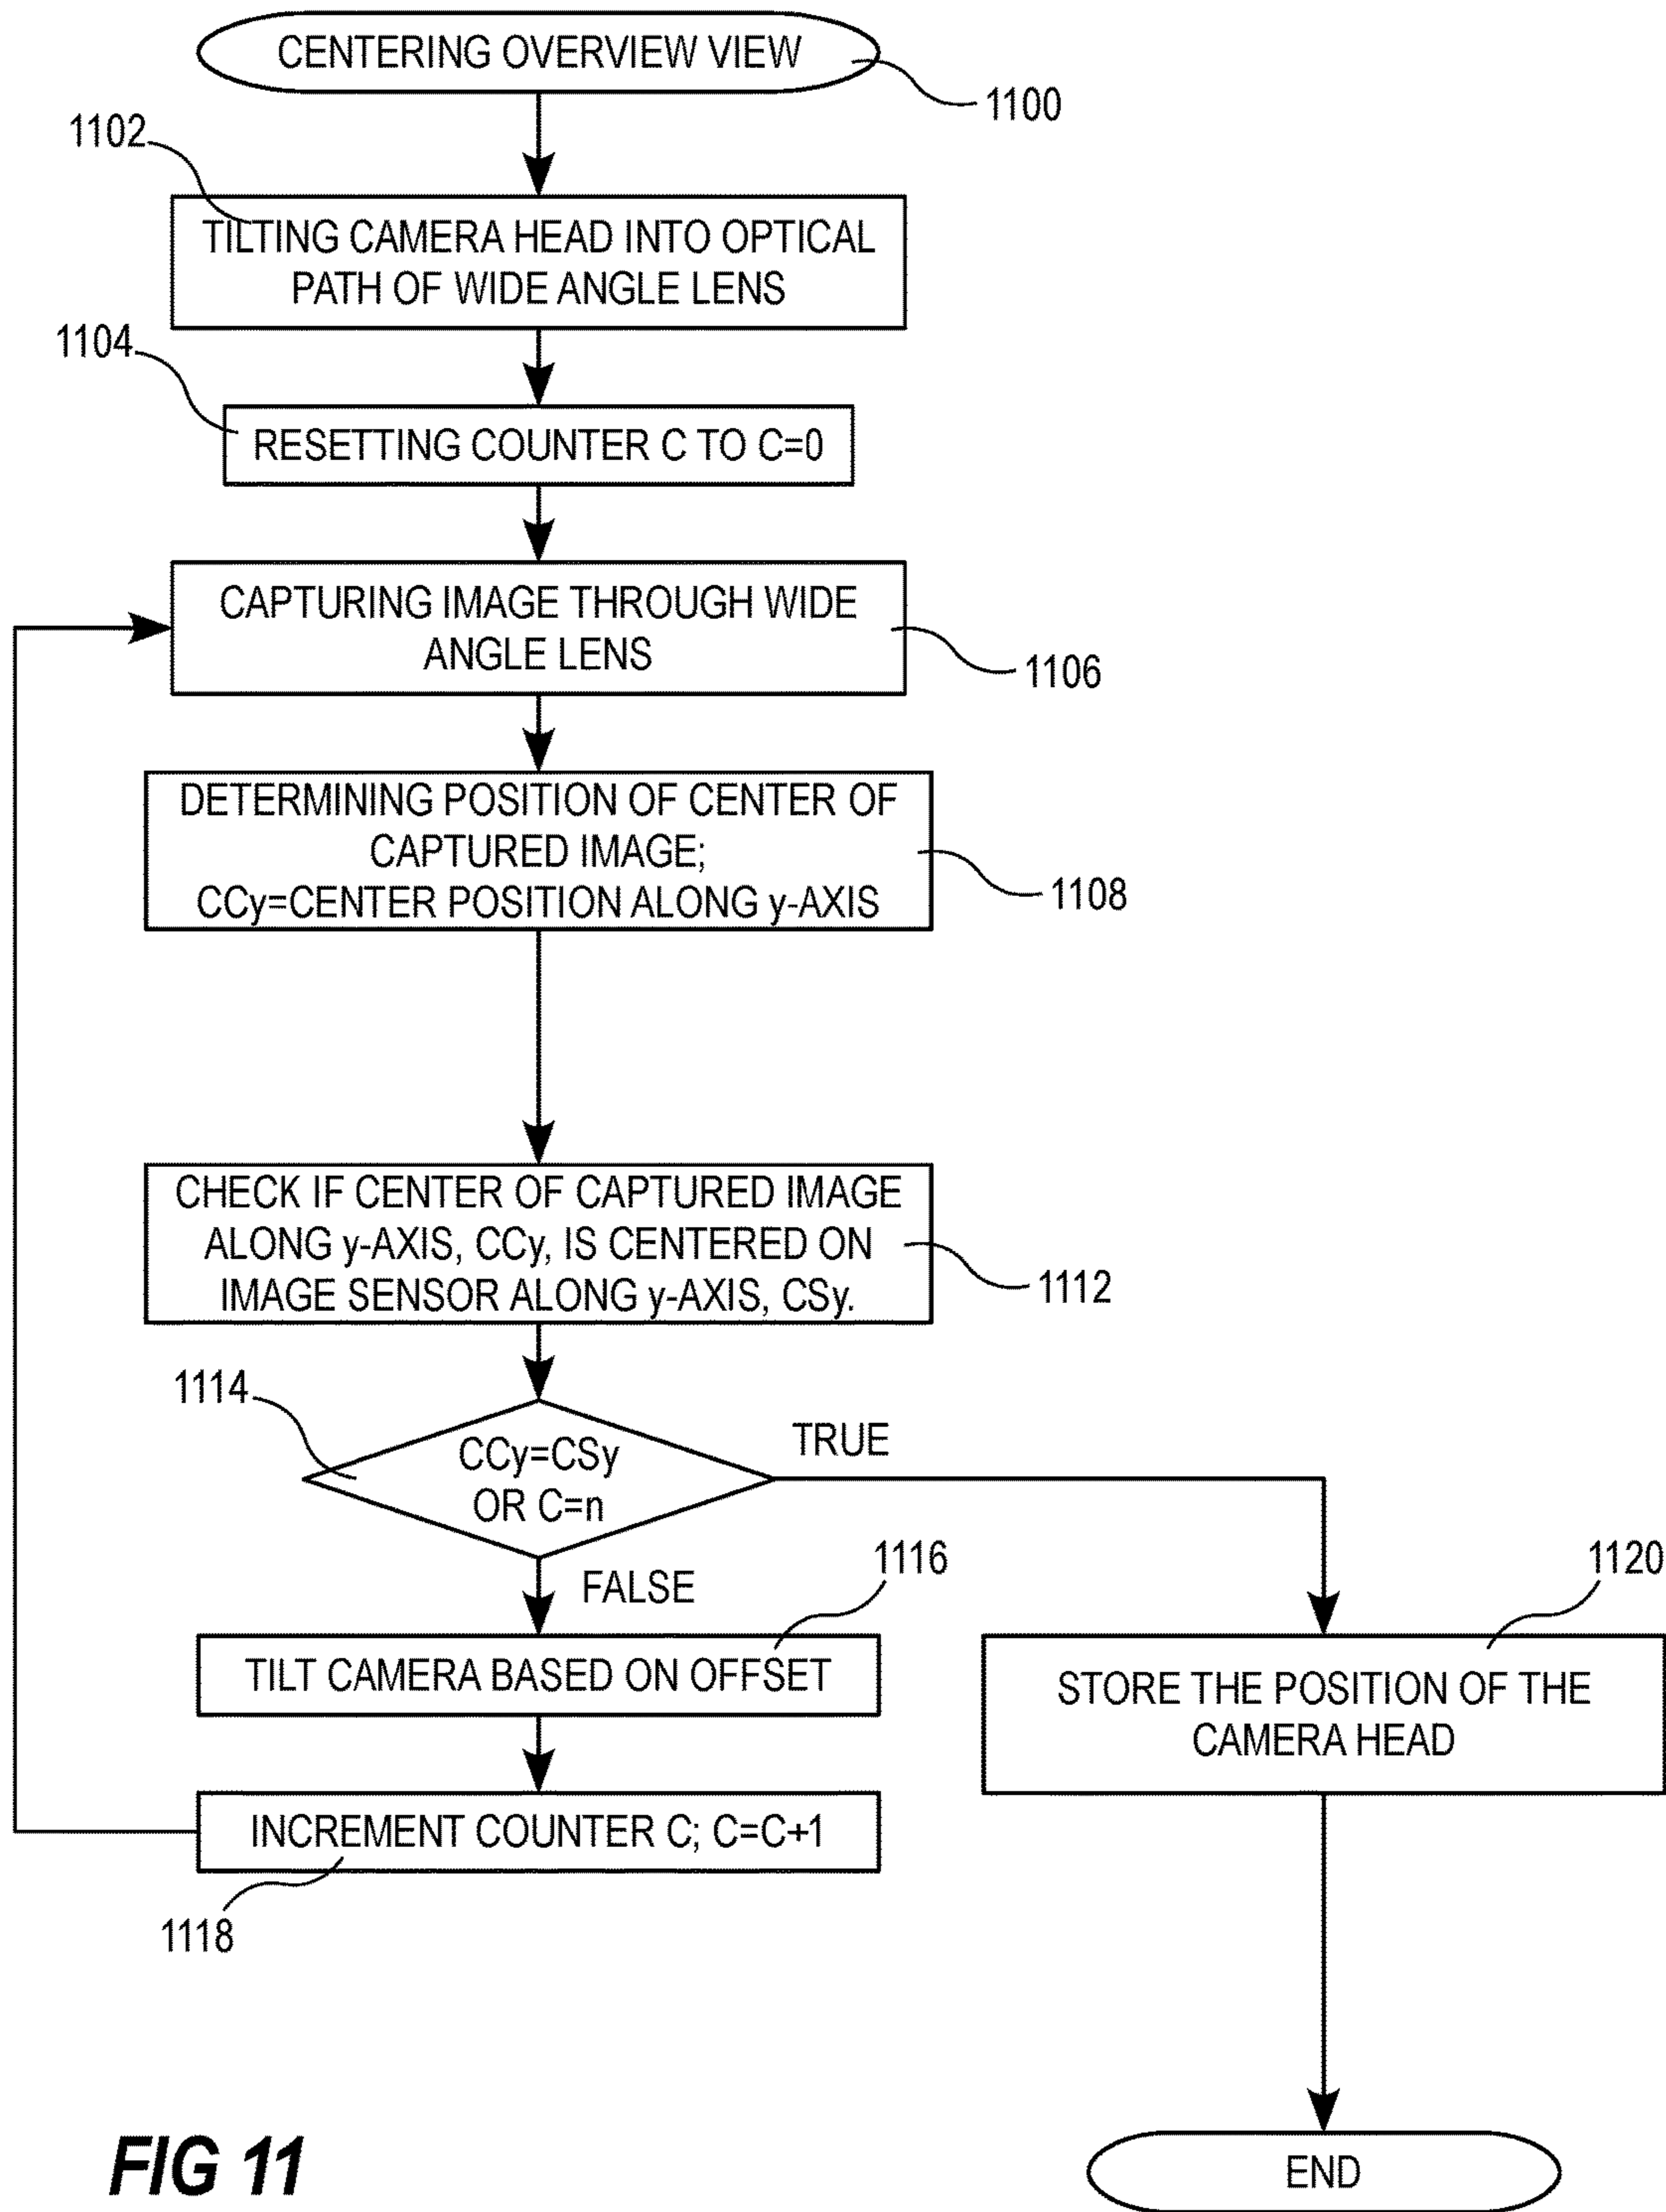 CENTERING OVERVIEW VIEW
1100
1102
TILTING CAMERA HEAD INTO OPTICAL
PATH OF WIDE ANGLE LENS
1104
RESETTING COUNTER C TO C=0
CAPTURING IMAGE THROUGH WIDE
ANGLE LENS
1106
DETERMINING POSITION OF CENTER OF
CAPTURED IMAGE;
CCy=CENTER POSITION ALONG y-AXIS
1108
CHECK IF CENTER OF CAPTURED IMAGE
ALONG y-AXIS, CCy, IS CENTERED ON
IMAGE SENSOR ALONG y-AXIS, CSy.
1112
1114
CCy=CSy
OR C=n
TRUE
FALSE
1116
TILT CAMERA BASED ON OFFSET
1120
STORE THE POSITION OF THE
CAMERA HEAD
INCREMENT COUNTER C; C=C+1
1118
END
FIG 11